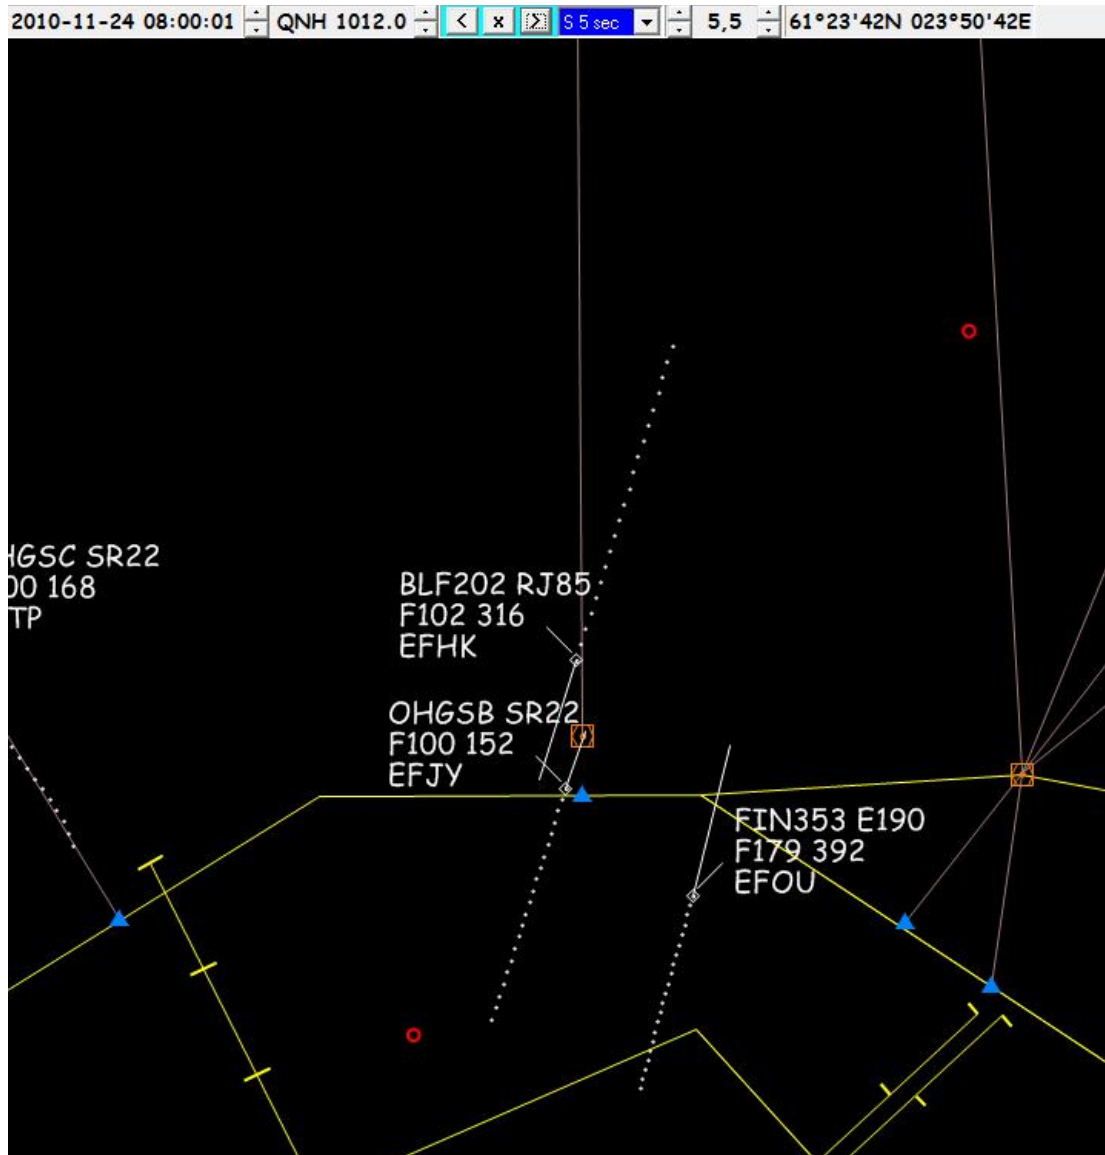 2010-11-24 08:00:01 QNH 1012.0 < x Σ S 5 sec 5,5 61°23'42N 023°50'42E
HGSC SR22
00 168
TP
BLF202 RJ85
F102 316
EFHK
OHGSB SR22
F100 152
EFJY
FIN353 E190
F179 392
EFOU